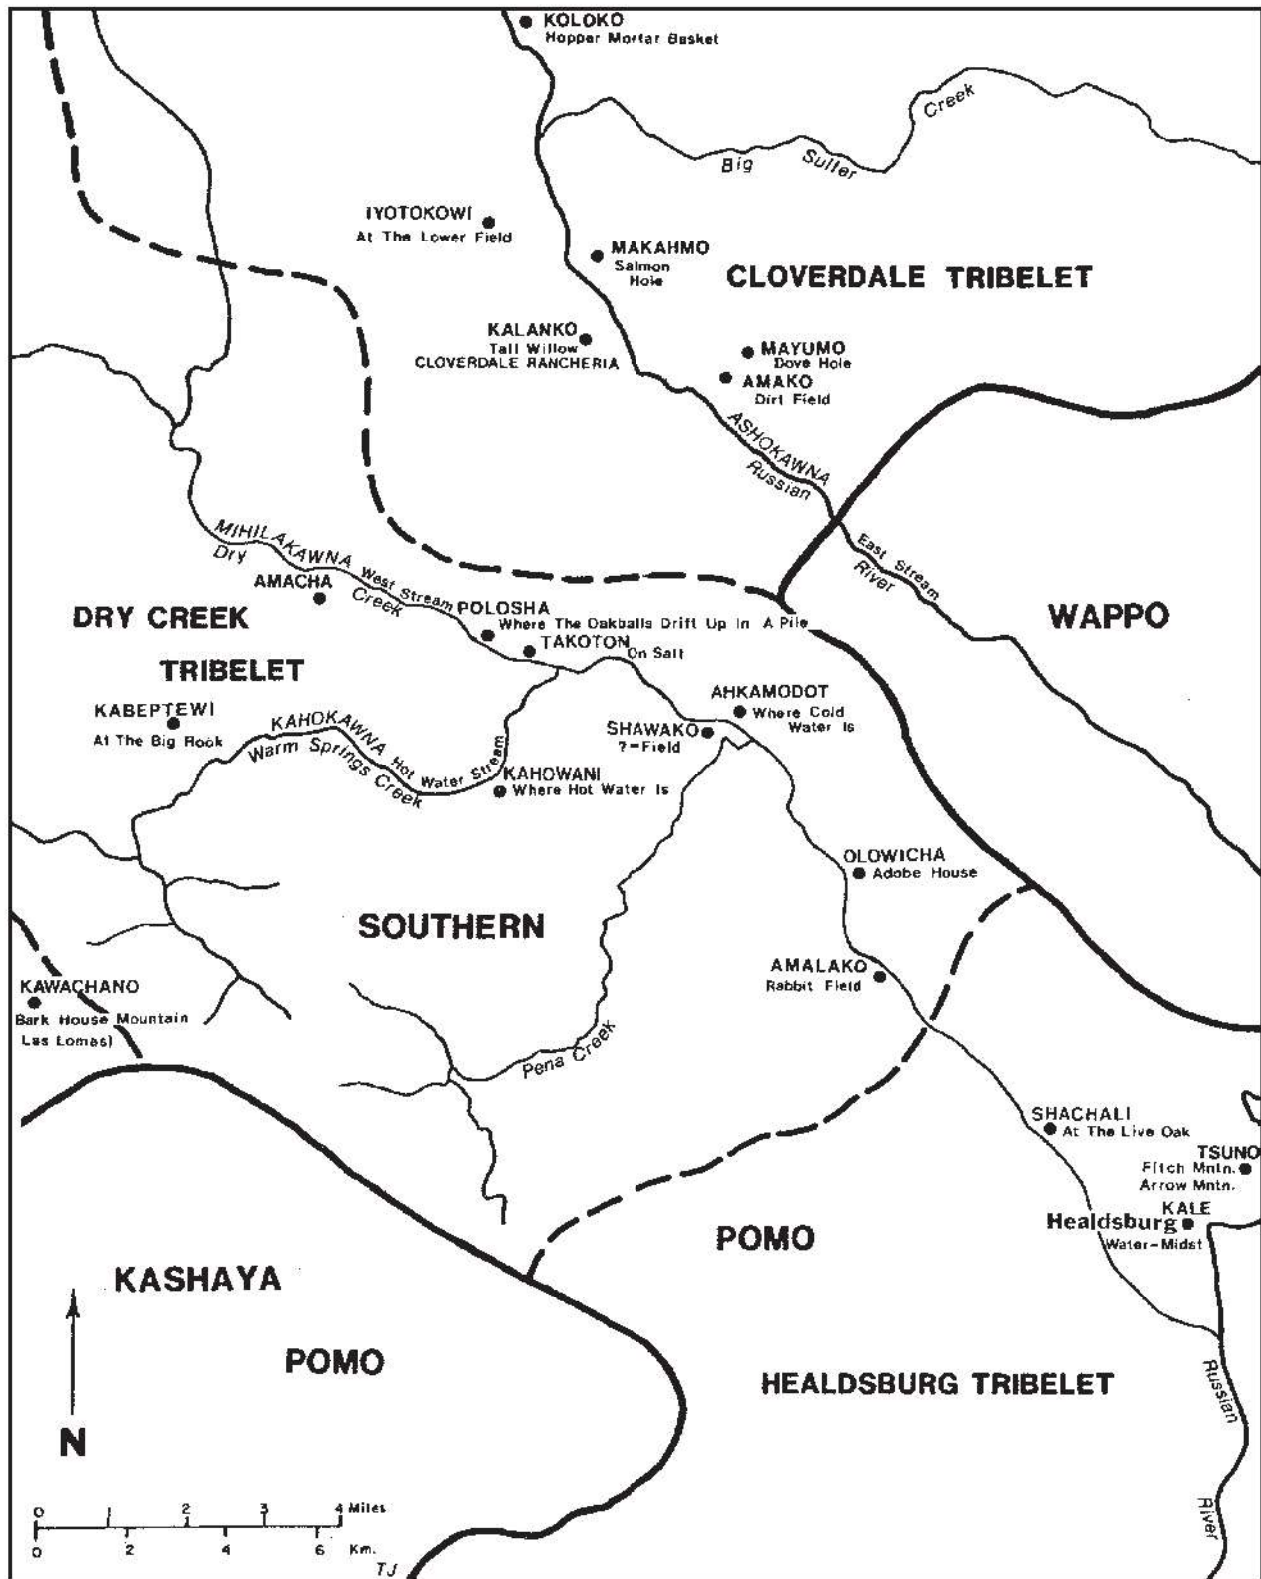 KOLOKO
Hopper Mortar Basket
Big Sulfer Creek
IYOTOKOWI
At The Lower Field
MAKAHMO
Salmon
Hole
CLOVERDALE TRIBELET
KALANKO
Tall Willow
CLOVERDALE RANCHERIA
MAYUMO
Dove Hole
AMAKO
Dirt Field
ASHOKAWNA
Russian
East Stream
River
MIHILAKAWNA
West Stream
Dry
Creek
AMACHA
POLOSHA
Where The Oakballs Drift Up In A Pile
TAKOTON
On Salt
DRY CREEK
TRIBELET
WAPPO
KABEPTEWI
At The Big Rook
KAHOKAWNA
Hot Water Stream
Warm Springs Creek
AHKAMODOT
Where Cold
Water Is
SHAWAKO
?-Field
KAHOWANI
Where Hot Water Is
OLOWICHA
Adobe House
SOUTHERN
AMALAKO
Rabbit Field
KAWACHANO
Bark House Mountain
Las Lomas)
Pena Creek
SHACHALI
At The Live Oak
TSUNO
Fitch Mntn.
Arrow Mntn.
KALE
Healdsburg
Water-Midst
POMO
KASHAYA
POMO
HEALDSBURG TRIBELET
Russian
River
N
0 1 2 3 4 Miles
0 2 4 6 Km.
TJ